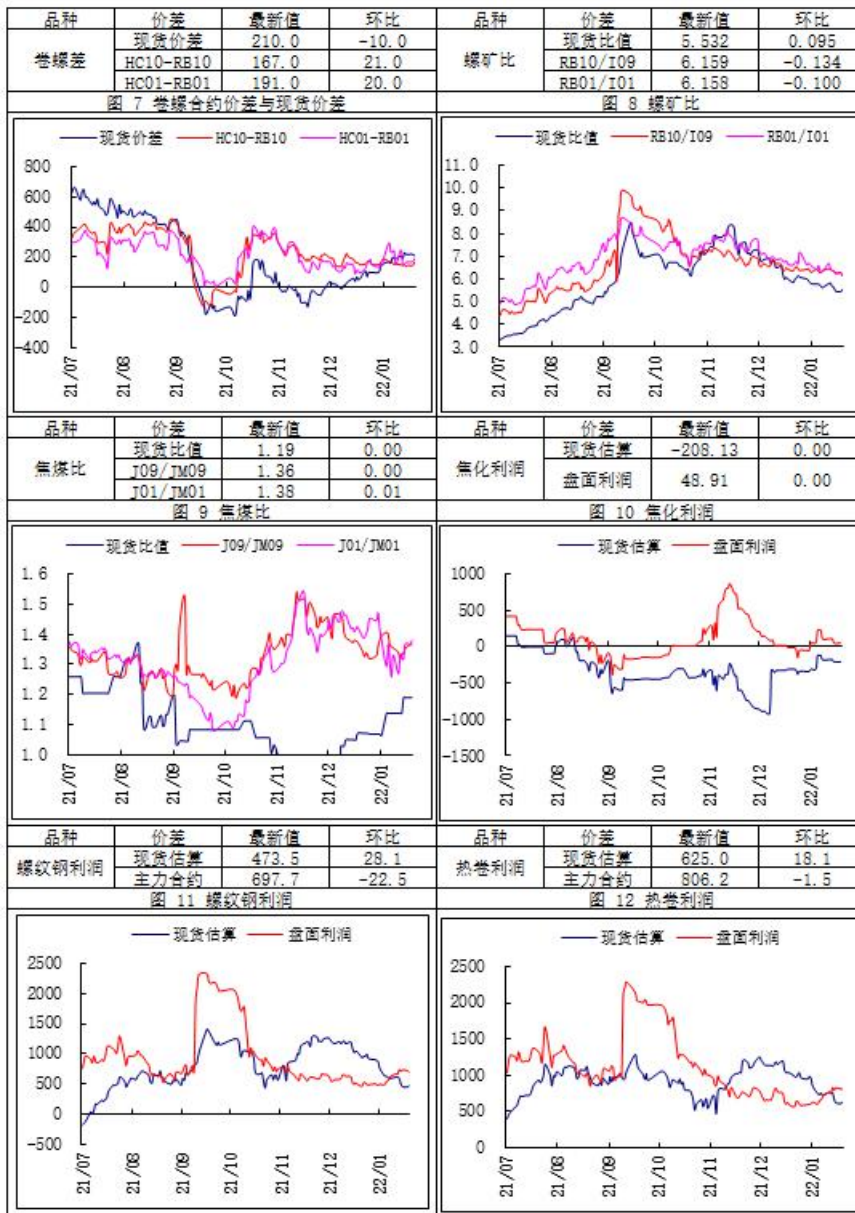 品种 价差 最新值 环比
卷螺差 现货价差 210.0 -10.0
HC10-RB10 167.0 21.0
HC01-RB01 191.0 20.0
图 7 卷螺合约价差与现货价差
现货价差 HC10-RB10 HC01-RB01
800
600
400
200
0
-200
-400
21/07 21/08 21/09 21/10 21/11 21/12 22/01
品种 价差 最新值 环比
螺矿比 现货比值 5.532 0.095
RB10/I09 6.159 -0.134
RB01/I01 6.158 -0.100
图 8 螺矿比
现货比值 RB10/I09 RB01/I01
11.0
10.0
9.0
8.0
7.0
6.0
5.0
4.0
3.0
21/07 21/08 21/09 21/10 21/11 21/12 22/01
品种 价差 最新值 环比
焦煤比 现货比值 1.19 0.00
J09/JM09 1.36 0.00
J01/JM01 1.38 0.01
图 9 焦煤比
现货比值 J09/JM09 J01/JM01
1.6
1.5
1.4
1.3
1.2
1.1
1.0
21/07 21/08 21/09 21/10 21/11 21/12 22/01
品种 价差 最新值 环比
焦化利润 现货估算 -208.13 0.00
盘面利润 48.91 0.00
图 10 焦化利润
现货估算 盘面利润
1000
500
0
-500
-1000
-1500
21/07 21/08 21/09 21/10 21/11 21/12 22/01
品种 价差 最新值 环比
螺纹钢利润 现货估算 473.5 28.1
主力合约 697.7 -22.5
图 11 螺纹钢利润
现货估算 盘面利润
2500
2000
1500
1000
500
0
-500
21/07 21/08 21/09 21/10 21/11 21/12 22/01
品种 价差 最新值 环比
热卷利润 现货估算 625.0 18.1
主力合约 806.2 -1.5
图 12 热卷利润
现货估算 盘面利润
2500
2000
1500
1000
500
0
21/07 21/08 21/09 21/10 21/11 21/12 22/01